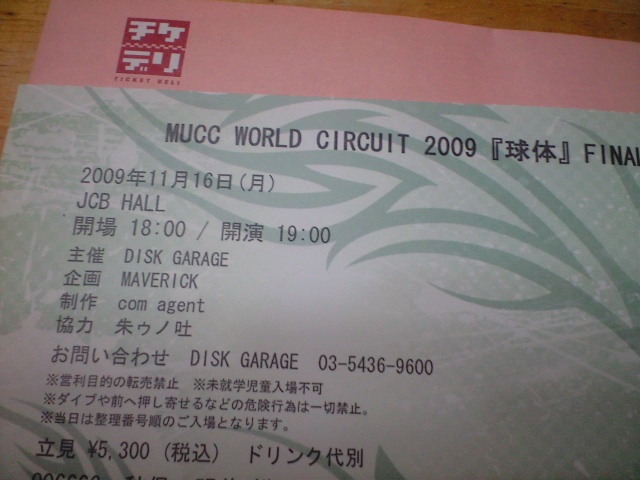 チケ
デリ
TICKET DELI
MUCC WORLD CIRCUIT 2009『球体』FINAL
2009年11月16日(月)
JCB HALL
開場 18:00 / 開演 19:00
主催 DISK GARAGE
企画 MAVERICK
制作 com agent
協力 朱ゥノ吐
お問い合わせ DISK GARAGE 03-5436-9600
※営利目的の転売禁止 ※未就学児童入場不可
※ダイブや前へ押し寄せるなどの危険行為は一切禁止。
※当日は整理番号順のご入場となります。
立見 ¥5,300 (税込) ドリンク代別